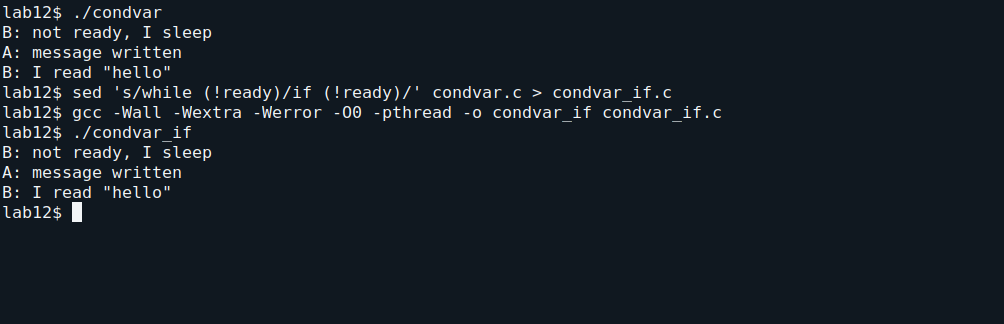 lab12$ ./condvar
B: not ready, I sleep
A: message written
B: I read "hello"
lab12$ sed 's/while (!ready)/if (!ready)/' condvar.c > condvar_if.c
lab12$ gcc -Wall -Wextra -Werror -O0 -pthread -o condvar_if condvar_if.c
lab12$ ./condvar_if
B: not ready, I sleep
A: message written
B: I read "hello"
lab12$